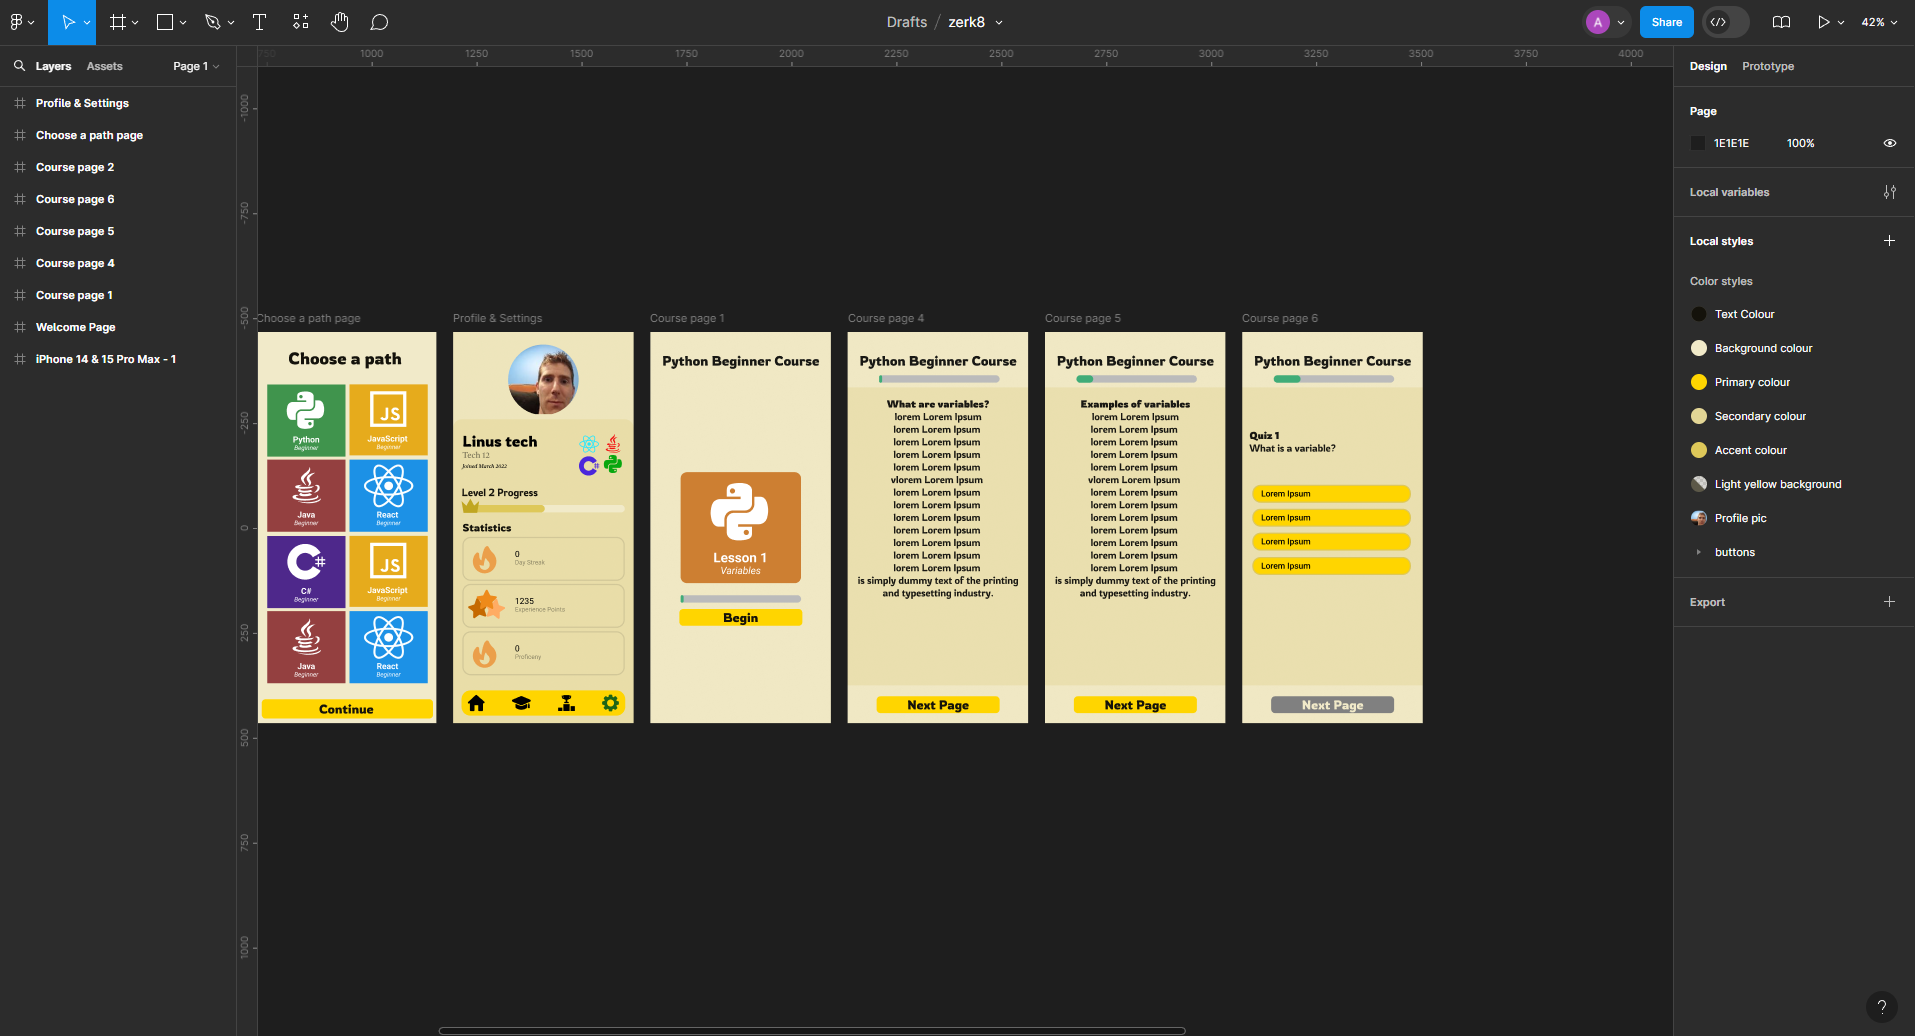 Drafts / zerk8
A
Share
42%
Layers
Assets
Page 1
Profile & Settings
Choose a path page
Course page 2
Course page 6
Course page 5
Course page 4
Course page 1
Welcome Page
iPhone 14 & 15 Pro Max - 1
750 1000 1250 1500 1750 2000 2250 2500 2750 3000 3250 3500 3750 4000
-1000
-750
-500
-250
0
250
500
750
1000
Choose a path page
Choose a path
Python
Beginner
JS
JavaScript
Beginner
Java
Beginner
React
Beginner
C#
Beginner
JS
JavaScript
Beginner
Java
Beginner
React
Beginner
Continue
Profile & Settings
Linus tech
Tech 12
Joined March 2022
Level 2 Progress
Statistics
0
Day Streak
1235
Experience Points
0
Proficeny
Course page 1
Python Beginner Course
Lesson 1
Variables
Begin
Course page 4
Python Beginner Course
What are variables?
lorem Lorem Ipsum
lorem Lorem Ipsum
lorem Lorem Ipsum
lorem Lorem Ipsum
lorem Lorem Ipsum
vlorem Lorem Ipsum
lorem Lorem Ipsum
lorem Lorem Ipsum
lorem Lorem Ipsum
lorem Lorem Ipsum
lorem Lorem Ipsum
lorem Lorem Ipsum
lorem Lorem Ipsum
is simply dummy text of the printing
and typesetting industry.
Next Page
Course page 5
Python Beginner Course
Examples of variables
lorem Lorem Ipsum
lorem Lorem Ipsum
lorem Lorem Ipsum
lorem Lorem Ipsum
lorem Lorem Ipsum
vlorem Lorem Ipsum
lorem Lorem Ipsum
lorem Lorem Ipsum
lorem Lorem Ipsum
lorem Lorem Ipsum
lorem Lorem Ipsum
lorem Lorem Ipsum
lorem Lorem Ipsum
is simply dummy text of the printing
and typesetting industry.
Next Page
Course page 6
Python Beginner Course
Quiz 1
What is a variable?
Lorem Ipsum
Lorem Ipsum
Lorem Ipsum
Lorem Ipsum
Next Page
Design
Prototype
Page
1E1E1E 100%
Local variables
Local styles
Color styles
Text Colour
Background colour
Primary colour
Secondary colour
Accent colour
Light yellow background
Profile pic
buttons
Export
?